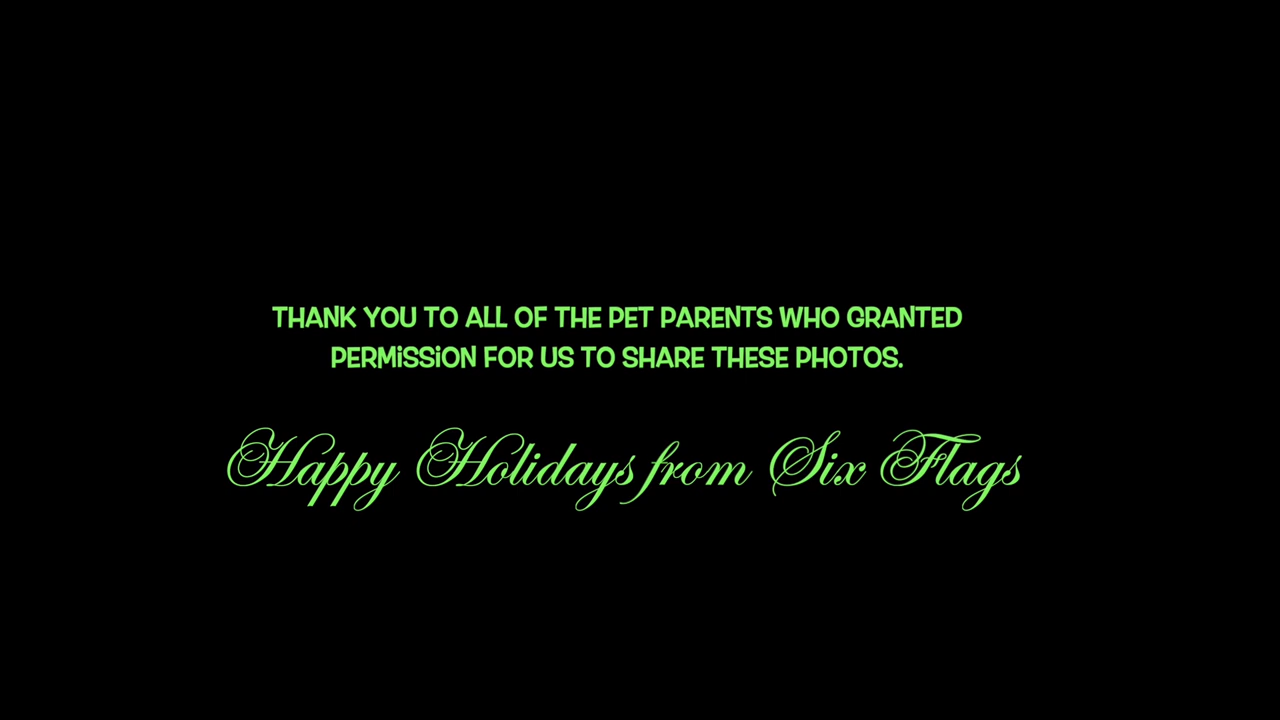 THANK YOU TO ALL OF THE PET PARENTS WHO GRANTED
PERMiSSiON FOR US TO SHARE THESE PHOTOS.
Happy Holidays from Six Flags